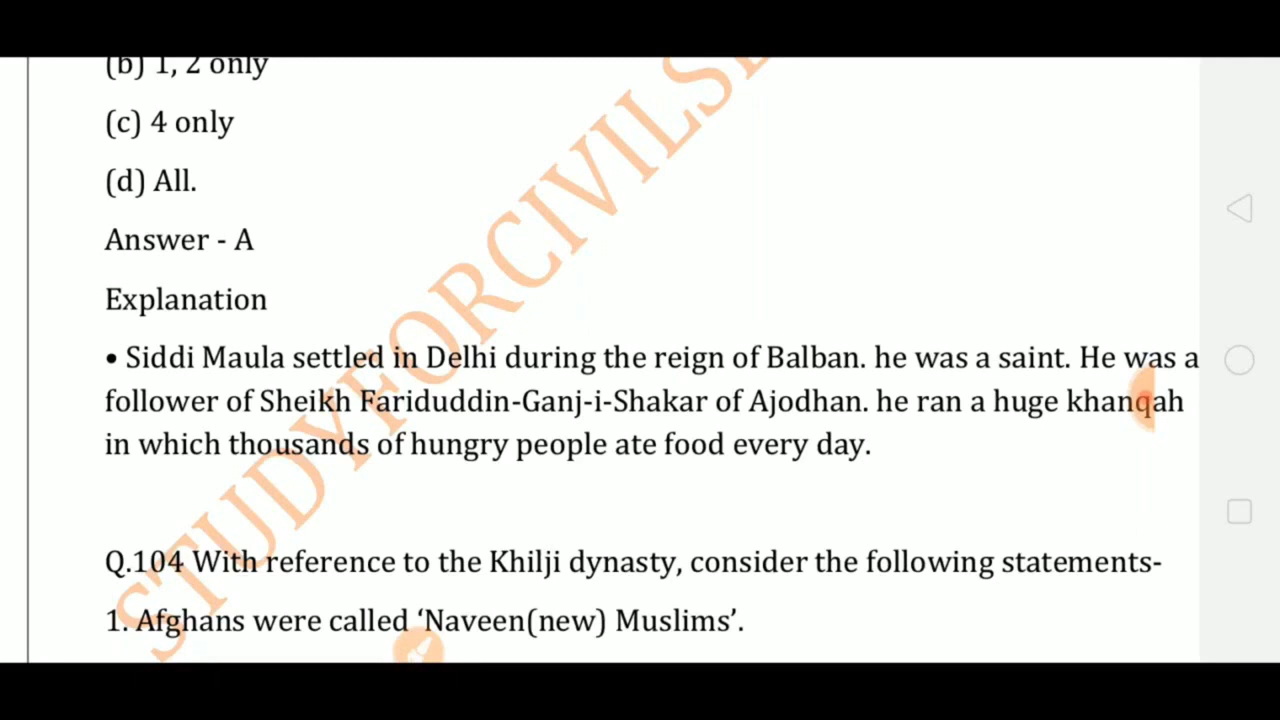 (b) 1, 2 only
(c) 4 only
(d) All.
Answer - A
Explanation
• Siddi Maula settled in Delhi during the reign of Balban. he was a saint. He was a
follower of Sheikh Fariduddin-Ganj-i-Shakar of Ajodhan. he ran a huge khanqah
in which thousands of hungry people ate food every day.
Q.104 With reference to the Khilji dynasty, consider the following statements-
1. Afghans were called ‘Naveen(new) Muslims’.
STUDYFORCIVILSE